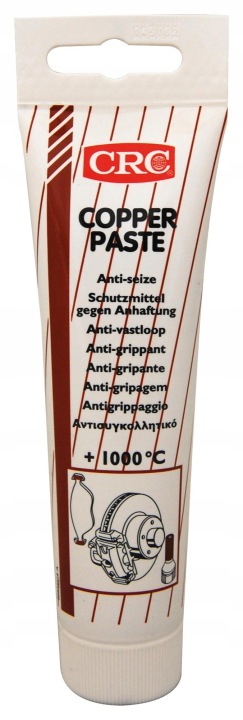 CRC
COPPER
PASTE
Anti-seize
Schutzmittel
gegen Anhaftung
Anti-vastloop
Anti-grippant
Anti-gripante
Anti-gripagem
Antigrippaggio
Αντισυγκολλητικό
+ 1000 °C